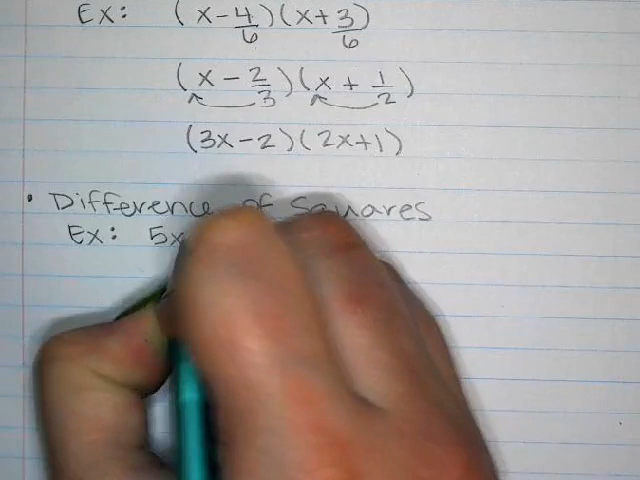 Ex: (x-4/6)(x+3/6)
(x - 2/3)(x + 1/2)
(3x-2)(2x+1)
• Difference of Squares
Ex: 5x